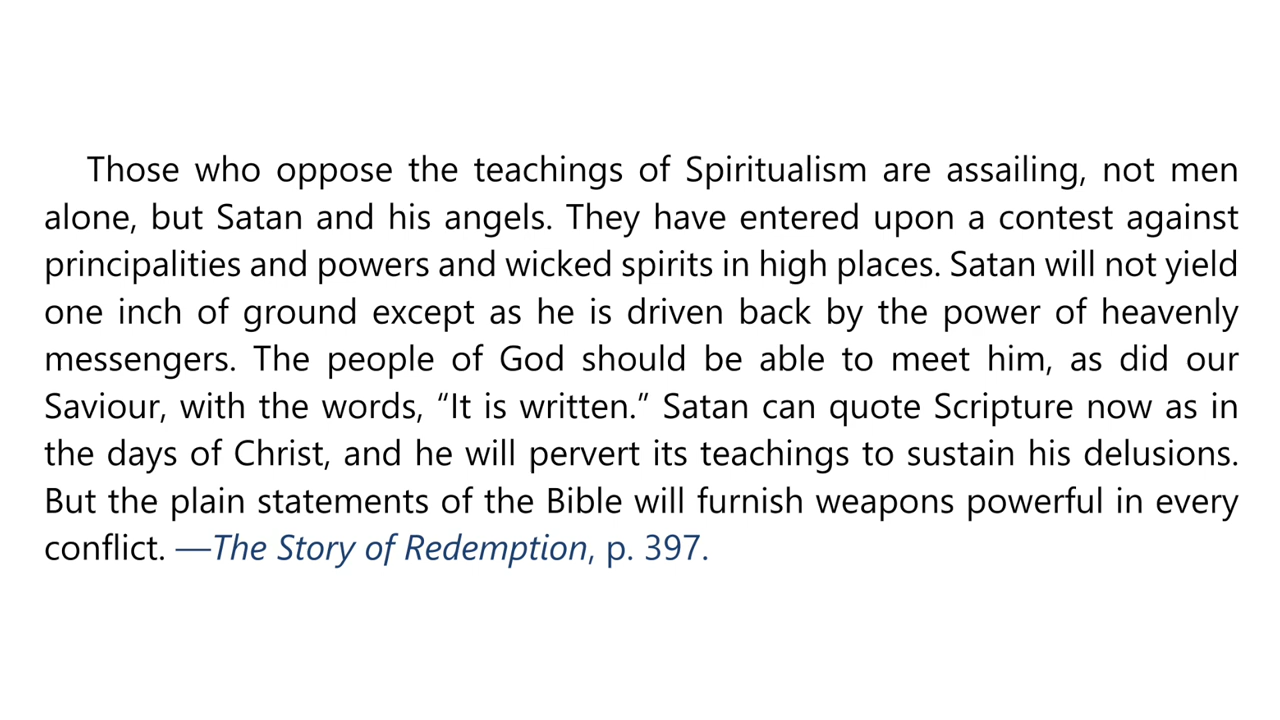 Those who oppose the teachings of Spiritualism are assailing, not men
alone, but Satan and his angels. They have entered upon a contest against
principalities and powers and wicked spirits in high places. Satan will not yield
one inch of ground except as he is driven back by the power of heavenly
messengers. The people of God should be able to meet him, as did our
Saviour, with the words, “It is written.” Satan can quote Scripture now as in
the days of Christ, and he will pervert its teachings to sustain his delusions.
But the plain statements of the Bible will furnish weapons powerful in every
conflict. —The Story of Redemption, p. 397.